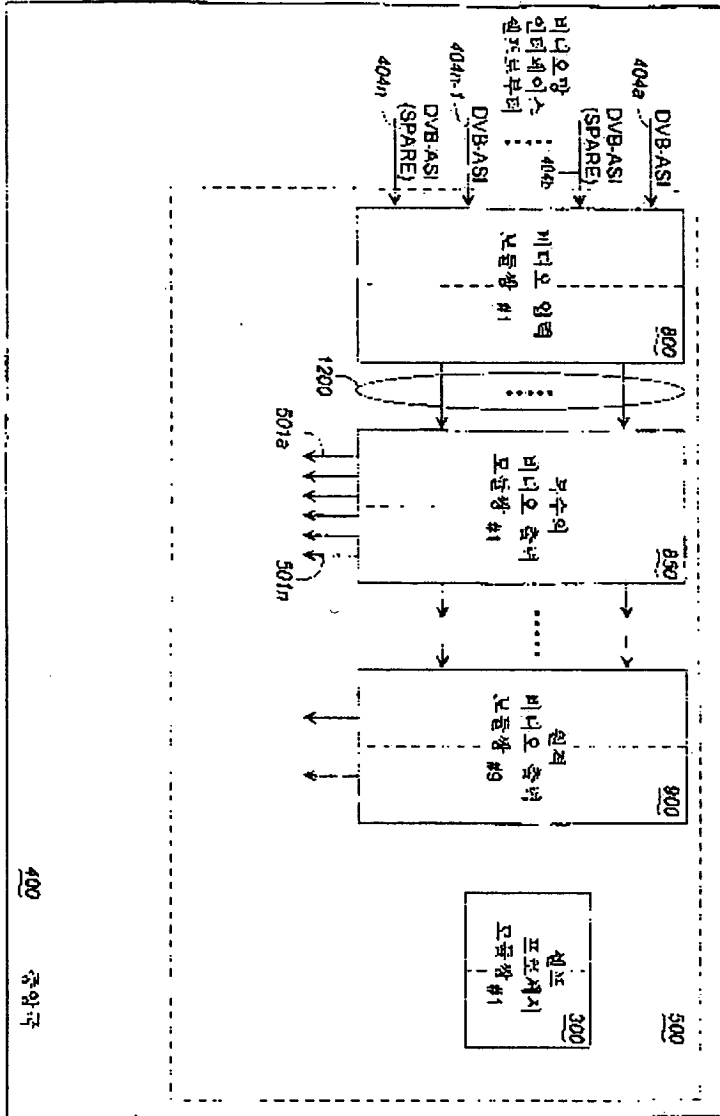 비디오망
인터페이스
쉘프로부터
404a
DVB-ASI
DVB-ASI
(SPARE)
404b
DVB-ASI
404n-1
DVB-ASI
(SPARE)
404n
800
비디오 입력
모듈쌍 #1
1200
850
복수의
비디오 출력
모듈쌍 #1
501a
501n
900
원격
비디오 출력
모듈쌍 #9
300
쉘프
프로세서
모듈쌍 #1
500
400
중앙국